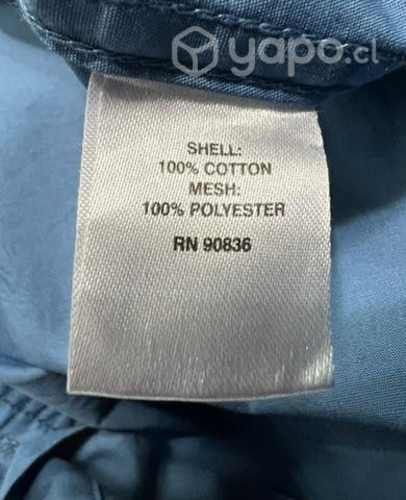 yapo.cl
SHELL:
100% COTTON
MESH:
100% POLYESTER
RN 90836